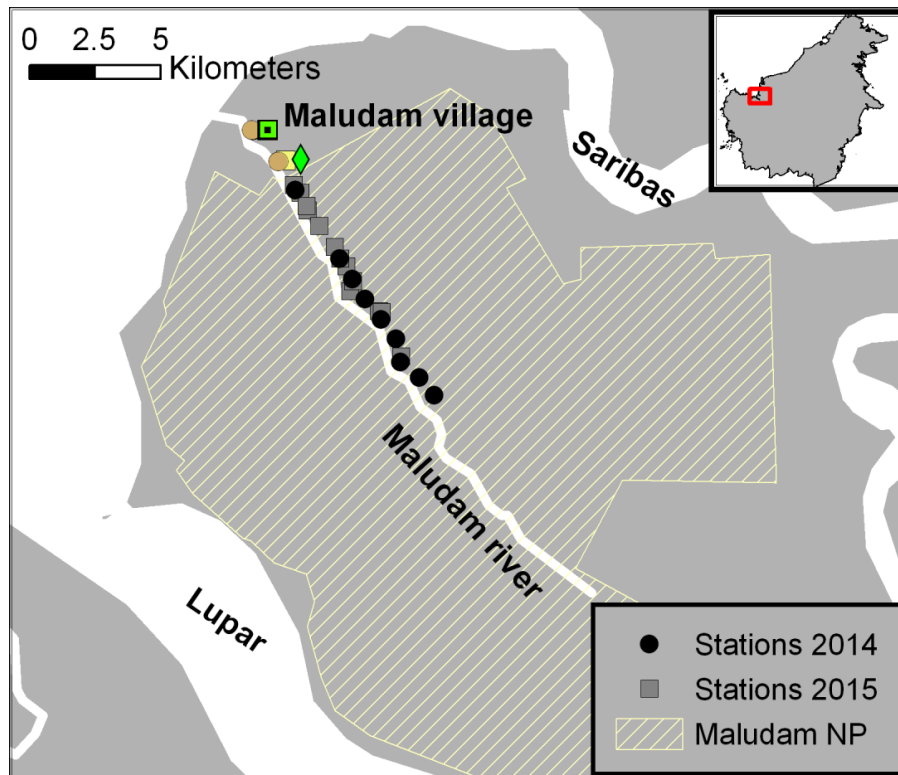 0 2.5 5
Kilometers
Maludam village
Saribas
Maludam river
Lupar
Stations 2014
Stations 2015
Maludam NP